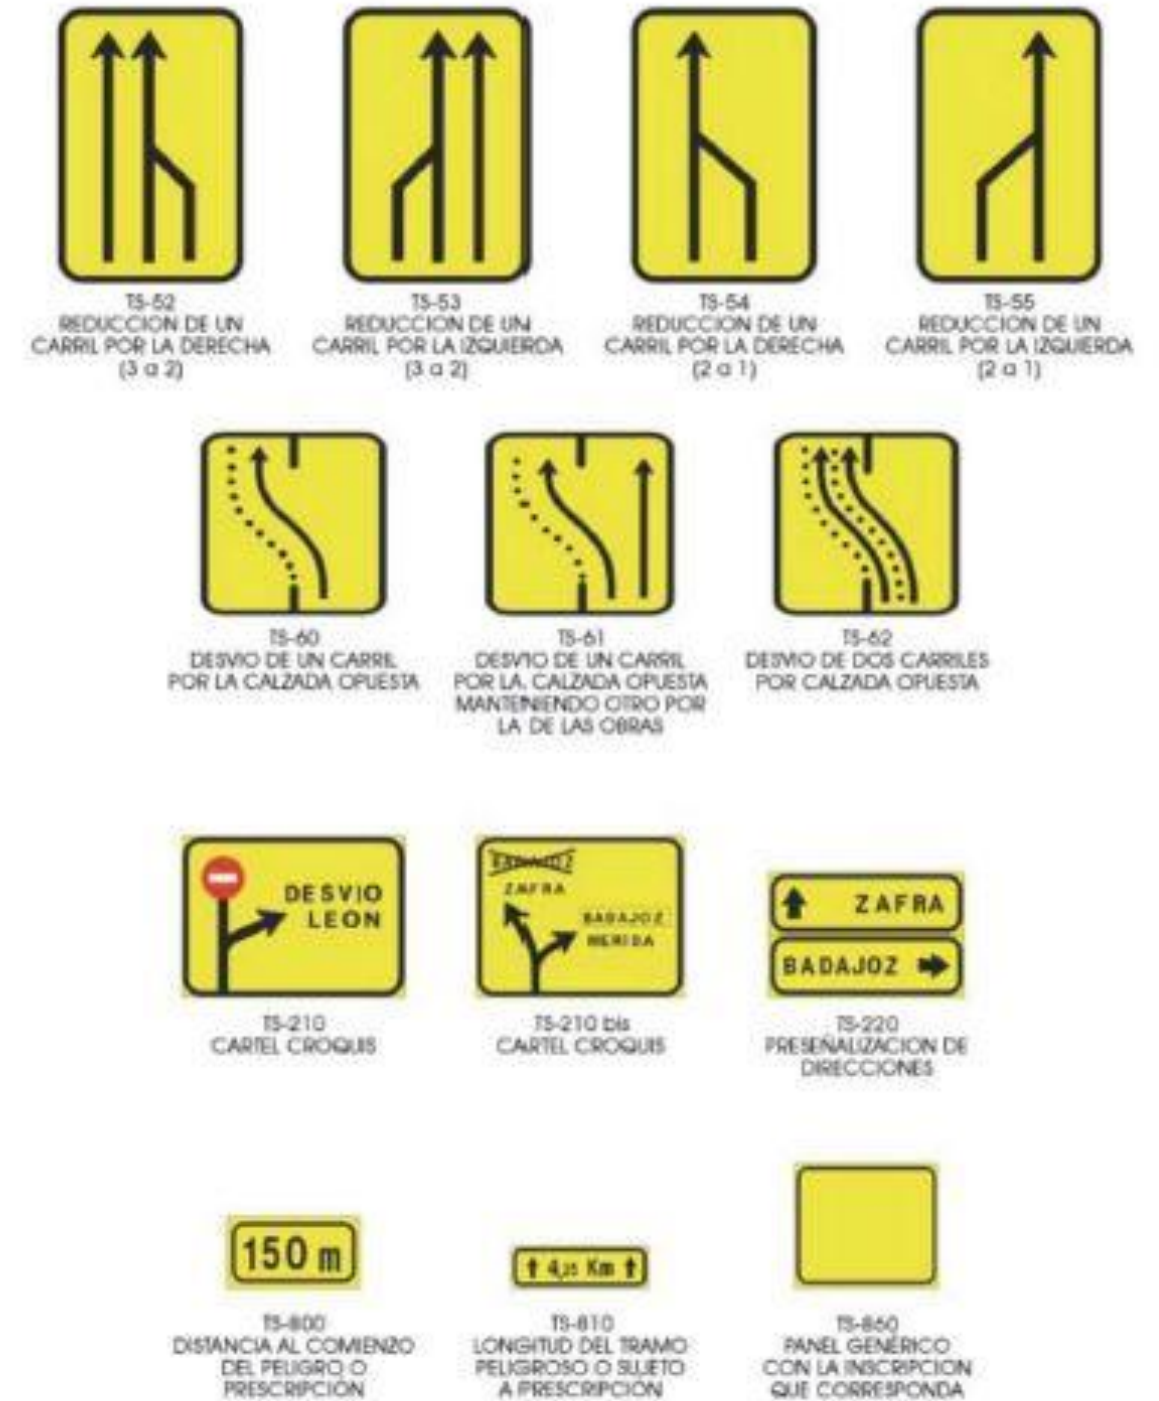 TS-52
REDUCCION DE UN
CARRIL POR LA DERECHA
(3 a 2)
TS-53
REDUCCION DE UN
CARRIL POR LA IZQUIERDA
(3 a 2)
TS-54
REDUCCION DE UN
CARRIL POR LA DERECHA
(2 a 1)
TS-55
REDUCCION DE UN
CARRIL POR LA IZQUIERDA
(2 a 1)
TS-60
DESVIO DE UN CARRIL
POR LA CALZADA OPUESTA
TS-61
DESVIO DE UN CARRIL
POR LA CALZADA OPUESTA
MANTENIENDO OTRO POR
LA DE LAS OBRAS
TS-62
DESVIO DE DOS CARRILES
POR CALZADA OPUESTA
DESVIO
LEON
TS-210
CARTEL CROQUIS
BADAJOZ
ZAFRA
BADAJOZ
MERIDA
TS-210 bis
CARTEL CROQUIS
ZAFRA
BADAJOZ
TS-220
PRESEÑALIZACION DE
DIRECCIONES
150 m
TS-800
DISTANCIA AL COMIENZO
DEL PELIGRO O
PRESCRIPCIÓN
Km
TS-810
LONGITUD DEL TRAMO
PELIGROSO O SUJETO
A PRESCRIPCIÓN
TS-860
PANEL GENÉRICO
CON LA INSCRIPCION
QUE CORRESPONDA